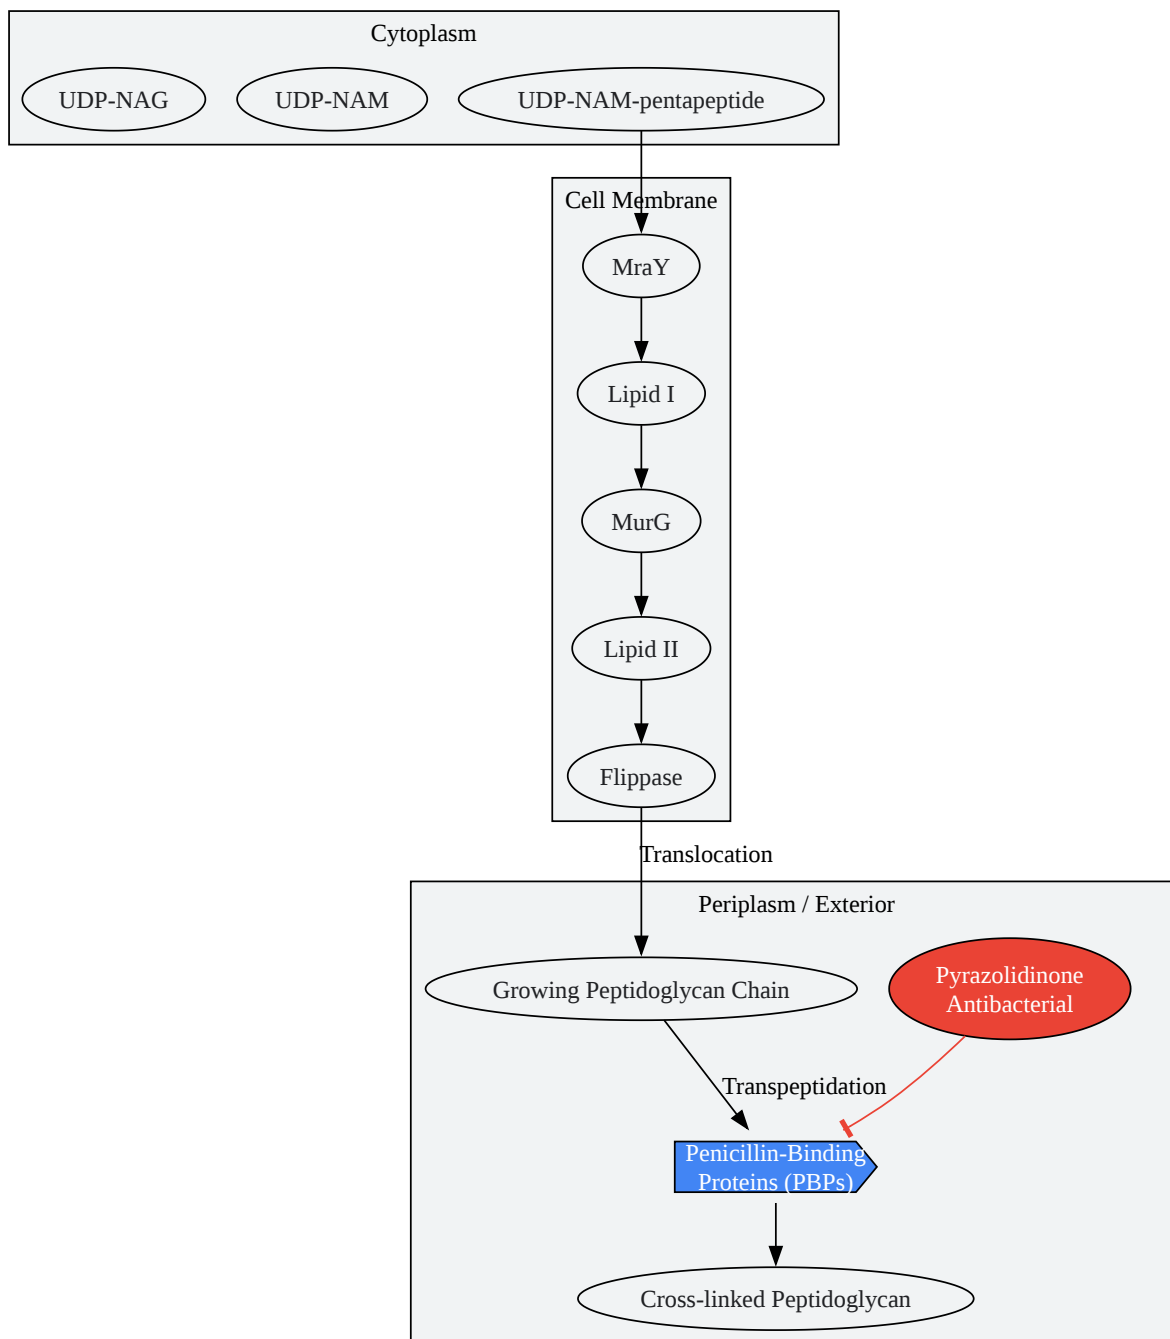 Cytoplasm
UDP-NAG
UDP-NAM
UDP-NAM-pentapeptide
Cell Membrane
MraY
Lipid I
MurG
Lipid II
Flippase
Translocation
Periplasm / Exterior
Growing Peptidoglycan Chain
Pyrazolidinone
Antibacterial
Transpeptidation
Penicillin-Binding
Proteins (PBPs)
Cross-linked Peptidoglycan